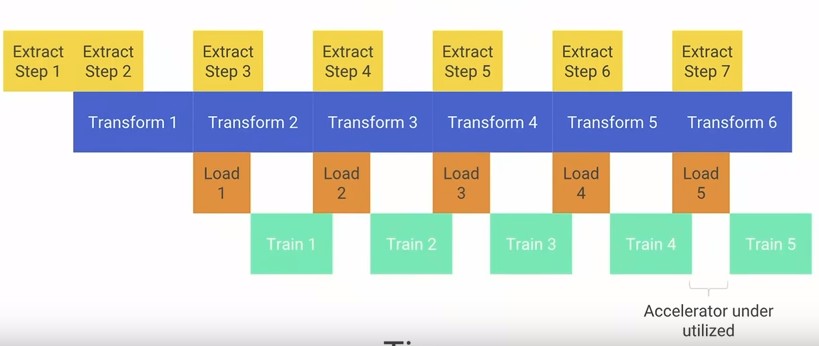 Extract Step 1
Extract Step 2
Extract Step 3
Extract Step 4
Extract Step 5
Extract Step 6
Extract Step 7
Transform 1
Transform 2
Transform 3
Transform 4
Transform 5
Transform 6
Load 1
Load 2
Load 3
Load 4
Load 5
Train 1
Train 2
Train 3
Train 4
Train 5
Accelerator under
utilized